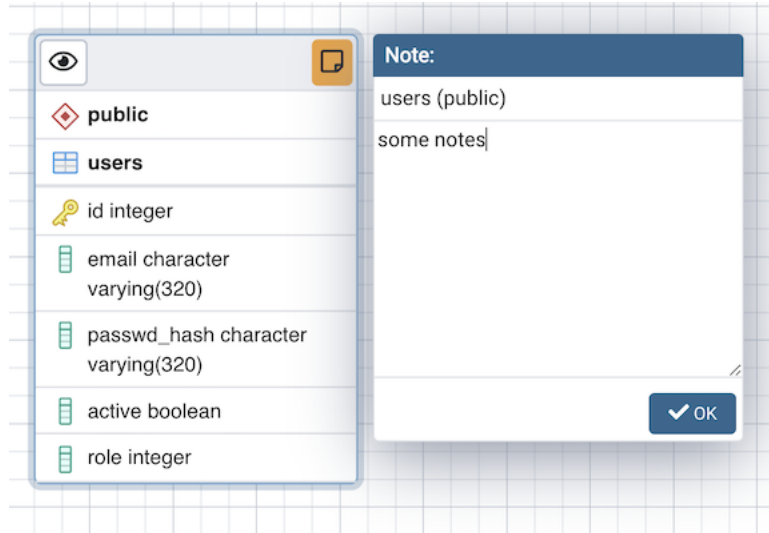 public
users
id integer
email character
varying(320)
passwd_hash character
varying(320)
active boolean
role integer
Note:
users (public)
some notes
OK